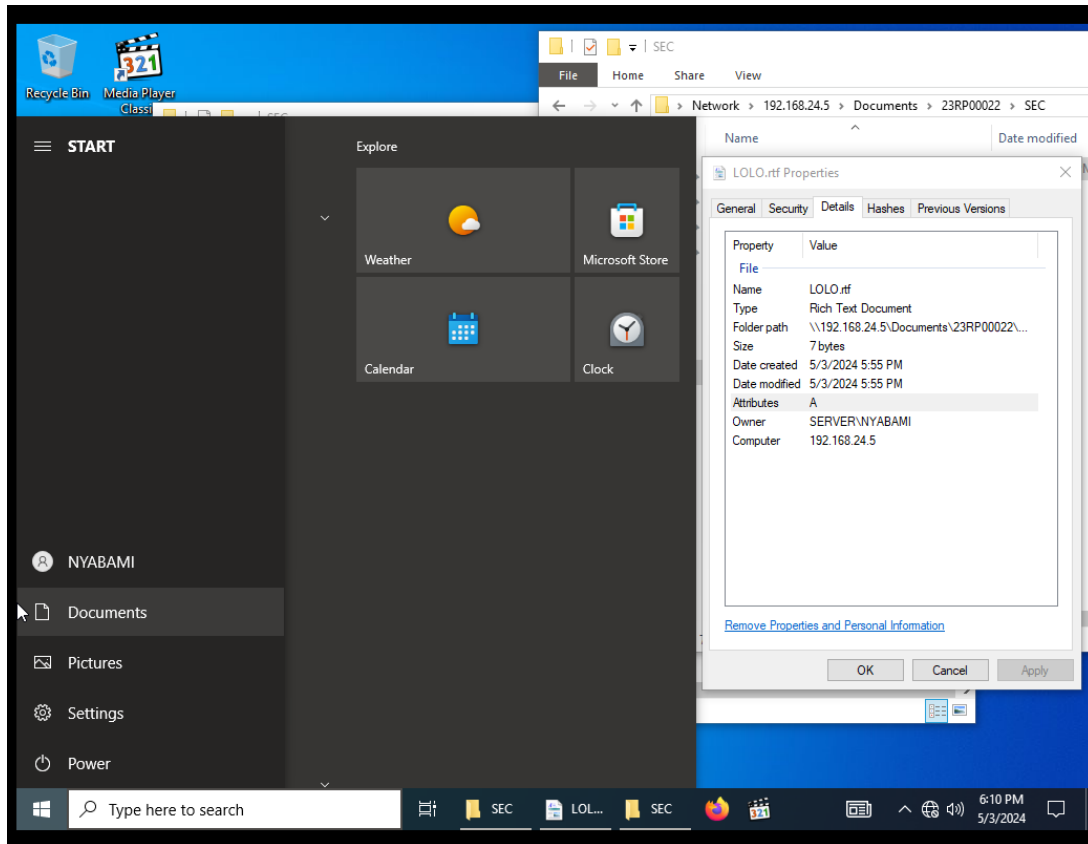 Recycle Bin
Media Player
Classi
SEC
File Home Share View
Network > 192.168.24.5 > Documents > 23RP00022 > SEC
Name Date modified
START
Explore
Weather
Microsoft Store
Calendar
Clock
NYABAMI
Documents
Pictures
Settings
Power
LOLO.rtf Properties
General Security Details Hashes Previous Versions
Property Value
File
Name LOLO.rtf
Type Rich Text Document
Folder path \\192.168.24.5\Documents\23RP00022\...
Size 7 bytes
Date created 5/3/2024 5:55 PM
Date modified 5/3/2024 5:55 PM
Attributes A
Owner SERVER\NYABAMI
Computer 192.168.24.5
Remove Properties and Personal Information
OK Cancel Apply
Type here to search
SEC
LOL...
SEC
321
6:10 PM
5/3/2024